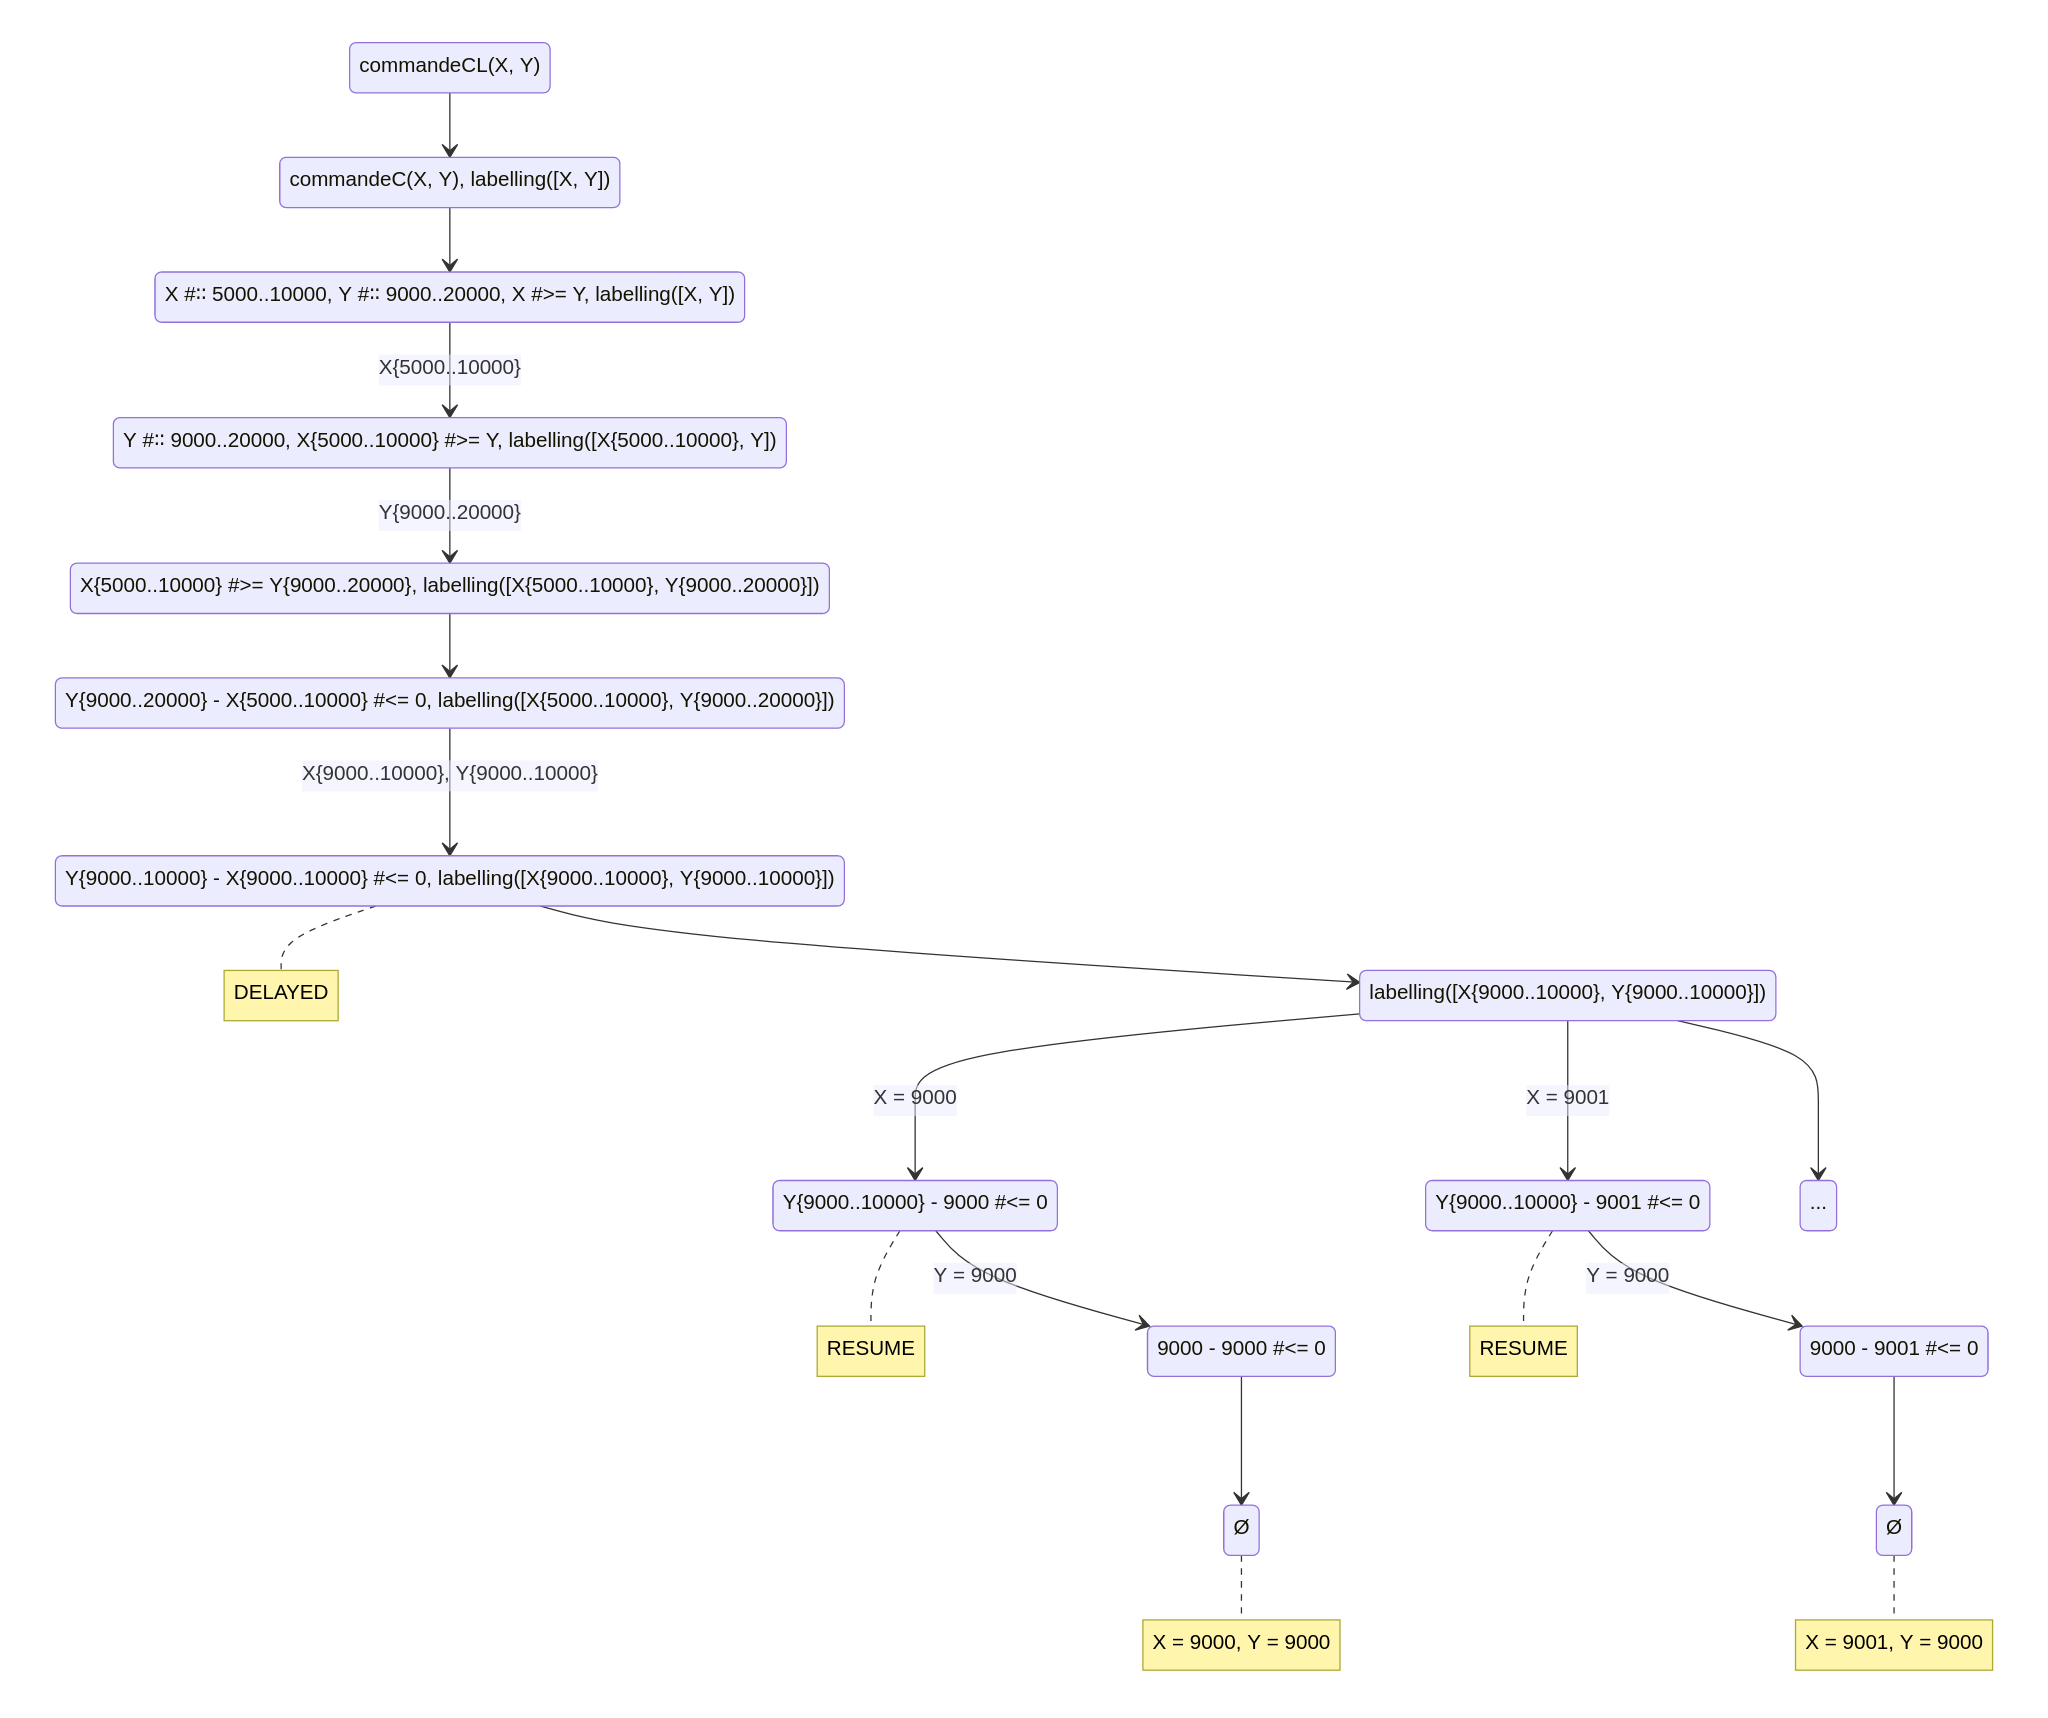 commandeCL(X, Y)
commandeC(X, Y), labelling([X, Y])
X #:: 5000..10000, Y #:: 9000..20000, X #>= Y, labelling([X, Y])
X{5000..10000}
Y #:: 9000..20000, X{5000..10000} #>= Y, labelling([X{5000..10000}, Y])
Y{9000..20000}
X{5000..10000} #>= Y{9000..20000}, labelling([X{5000..10000}, Y{9000..20000}])
Y{9000..20000} - X{5000..10000} #<= 0, labelling([X{5000..10000}, Y{9000..20000}])
X{9000..10000}, Y{9000..10000}
Y{9000..10000} - X{9000..10000} #<= 0, labelling([X{9000..10000}, Y{9000..10000}])
DELAYED
labelling([X{9000..10000}, Y{9000..10000}])
X = 9000
X = 9001
Y{9000..10000} - 9000 #<= 0
Y{9000..10000} - 9001 #<= 0
...
Y = 9000
Y = 9000
RESUME
9000 - 9000 #<= 0
RESUME
9000 - 9001 #<= 0
Ø
Ø
X = 9000, Y = 9000
X = 9001, Y = 9000